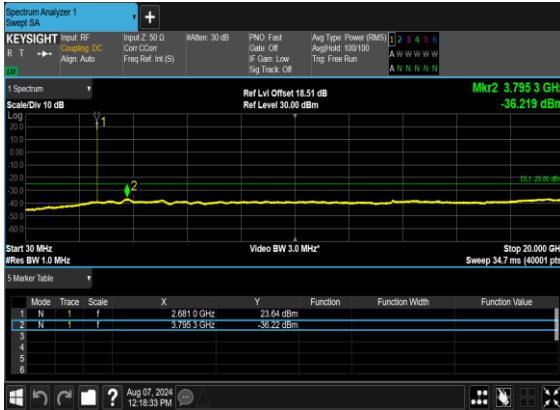 Spectrum Analyzer 1
Swept SA
+
KEYSIGHT Input: RF Input Z: 50 Ω #Atten: 30 dB PNO: Fast Avg Type: Power (RMS) 1 2 3 4 5 6
R T Coupling: DC Corr CCorr Gate: Off Avg|Hold: 100/100 A W W W W W
Align: Auto Freq Ref: Int (S) IF Gain: Low Trig: Free Run
LXI Sig Track: Off A N N N N N
1 Spectrum Ref Lvl Offset 18.51 dB Mkr2 3.795 3 GHz
Scale/Div 10 dB Ref Level 30.00 dBm -36.219 dBm
Log
1
20.0
10.0
0.00
-10.0
DL1 -25.00 dBm
-20.0
2
-30.0
-40.0
-50.0
-60.0
Start 30 MHz Video BW 3.0 MHz* Stop 20.000 GHz
#Res BW 1.0 MHz Sweep 34.7 ms (40001 pts)
5 Marker Table
Mode Trace Scale X Y Function Function Width Function Value
1 N 1 f 2.681 0 GHz 23.64 dBm
2 N 1 f 3.795 3 GHz -36.22 dBm
3
4
5
6
? Aug 07, 2024
12:18:33 PM